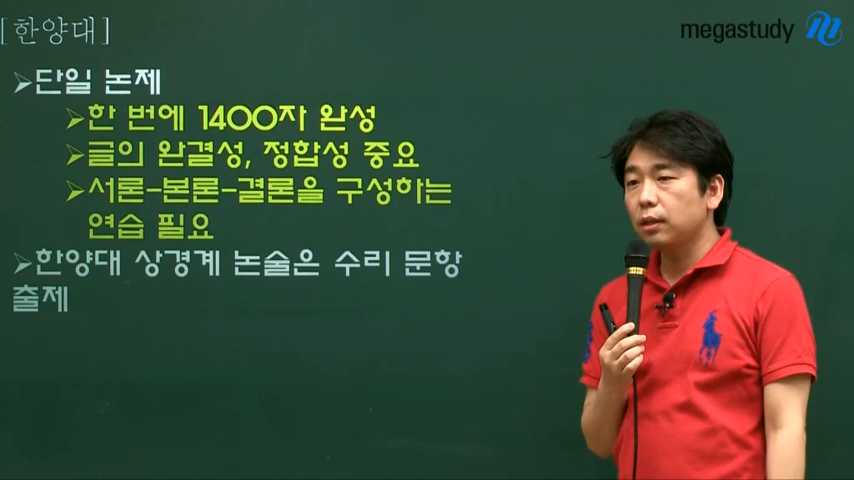 [한양대]
megastudy
➢단일 논제
➢한 번에 1400자 완성
➢글의 완결성, 정합성 중요
➢서론-본론-결론을 구성하는
연습 필요
➢한양대 상경계 논술은 수리 문항
출제